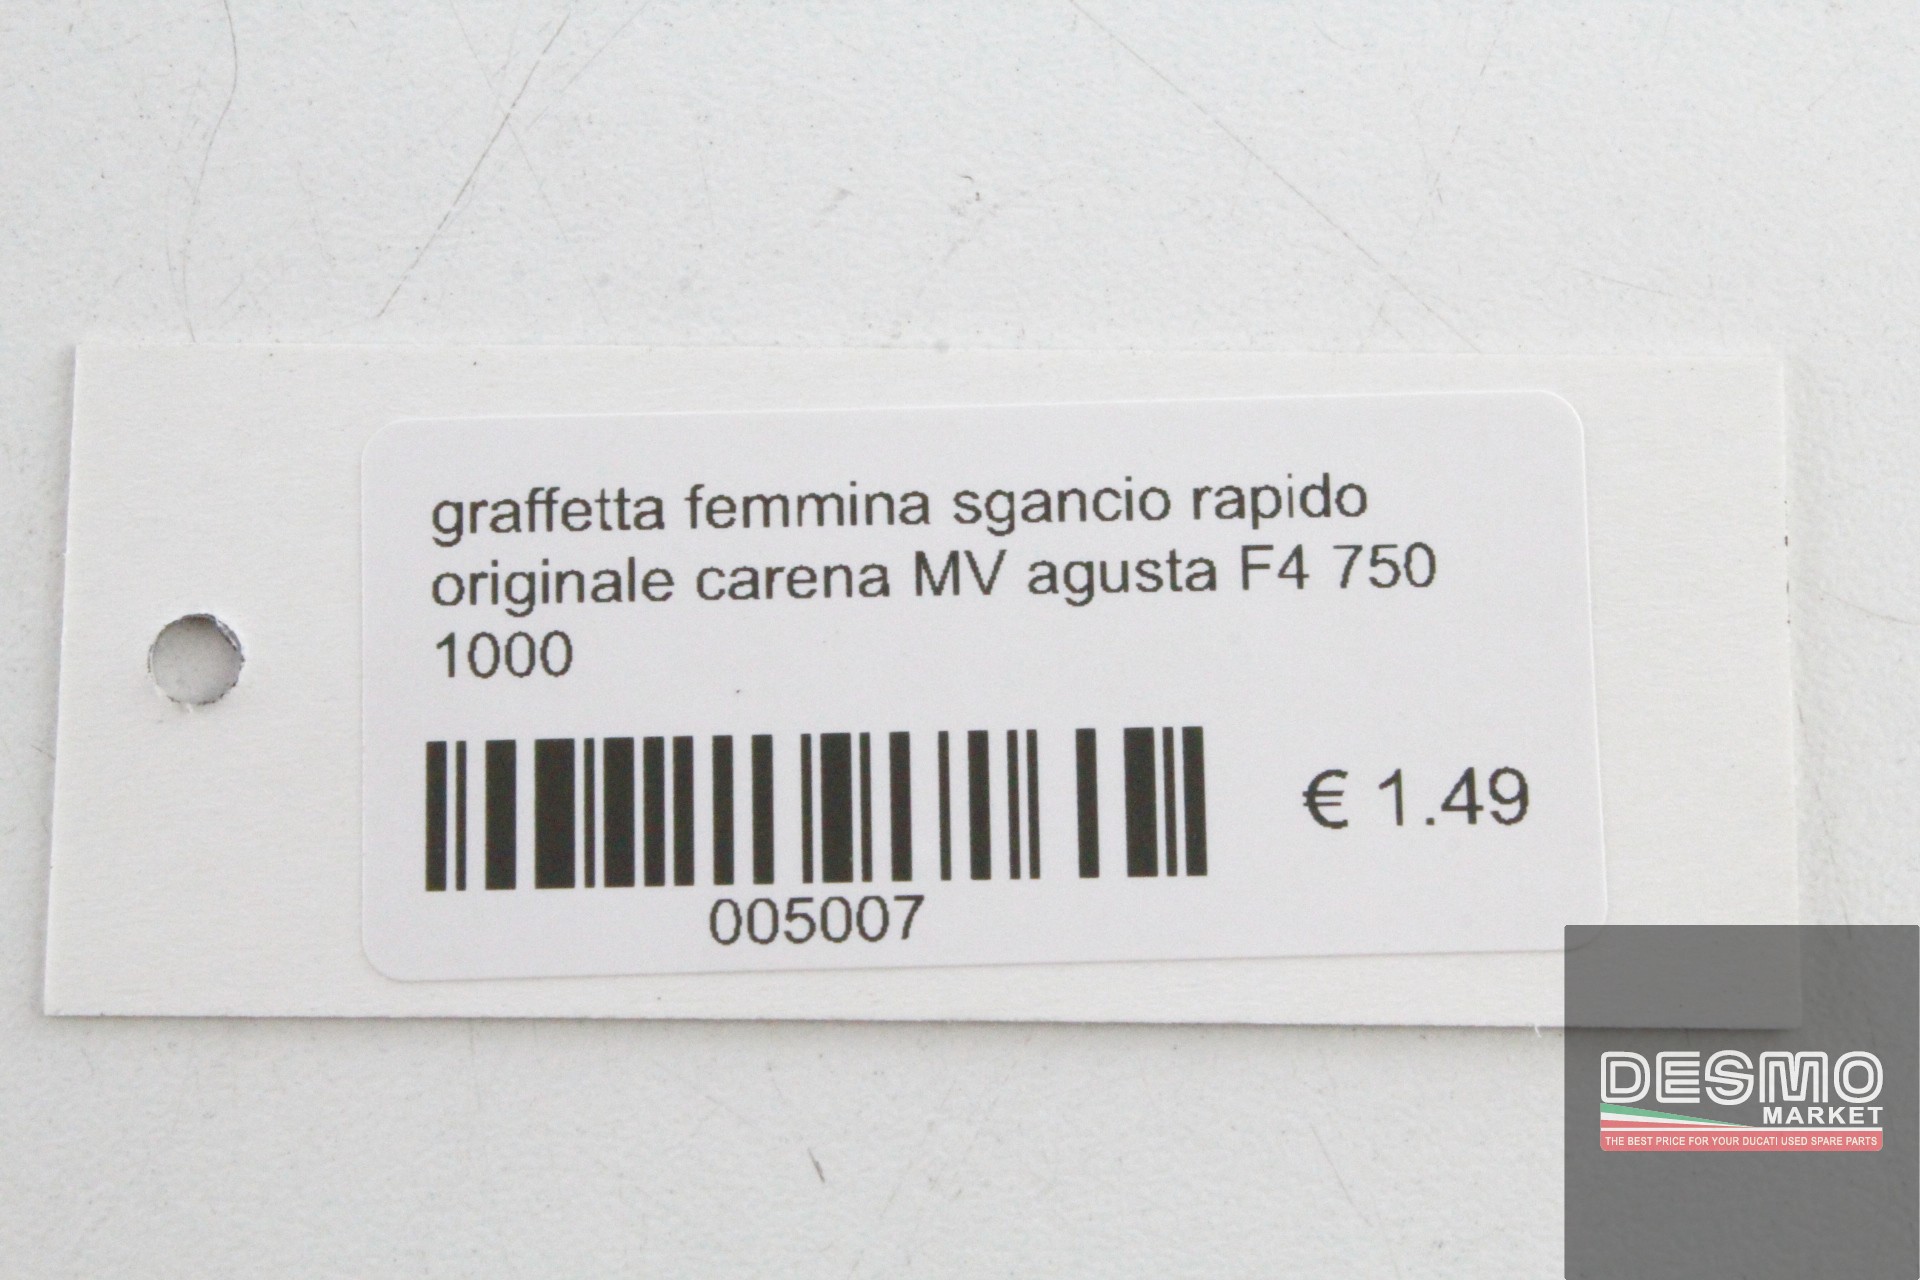 graffetta femmina sgancio rapido
originale carena MV agusta F4 750
1000
€ 1.49
005007
DESMO
MARKET
THE BEST PRICE FOR YOUR DUCATI USED SPARE PARTS